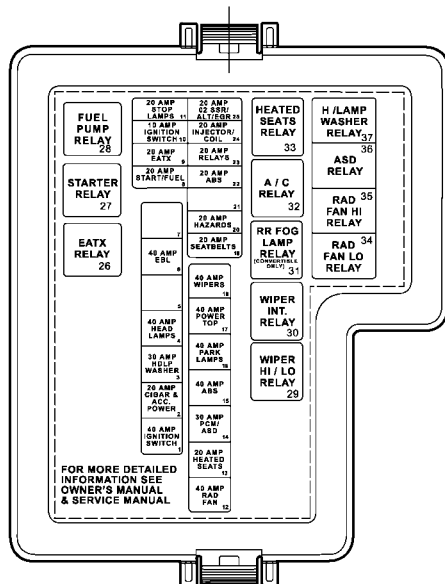 FUEL
PUMP
RELAY
28
STARTER
RELAY
27
EATX
RELAY
26
20 AMP
STOP
LAMPS 11
10 AMP
IGNITION
SWITCH 10
20 AMP
EATX
9
20 AMP
START/FUEL
8
7
40 AMP
EBL
6
5
40 AMP
HEAD
LAMPS
4
30 AMP
HDLP
WASHER
3
20 AMP
CIGAR &
ACC.
POWER
2
40 AMP
IGNITION
SWITCH 1
20 AMP
02 SSR/
ALT/EGR 25
20 AMP
INJECTOR/
COIL 24
20 AMP
RELAYS
23
20 AMP
ABS
22
21
20 AMP
HAZARDS
20
20 AMP
SEATBELTS
19
40 AMP
WIPERS
18
40 AMP
POWER
TOP
17
40 AMP
PARK
LAMPS
16
40 AMP
ABS
15
30 AMP
PCM/
ASD
14
20 AMP
HEATED
SEATS
13
40 AMP
RAD
FAN
12
HEATED
SEATS
RELAY
33
A / C
RELAY
32
RR FOG
LAMP
RELAY
(CONVERTIBLE
ONLY)
31
WIPER
INT.
RELAY
30
WIPER
HI / LO
RELAY
29
H /LAMP
WASHER
RELAY 37
36
ASD
RELAY
35
RAD
FAN HI
RELAY
34
RAD
FAN LO
RELAY
FOR MORE DETAILED
INFORMATION SEE
OWNER'S MANUAL
& SERVICE MANUAL